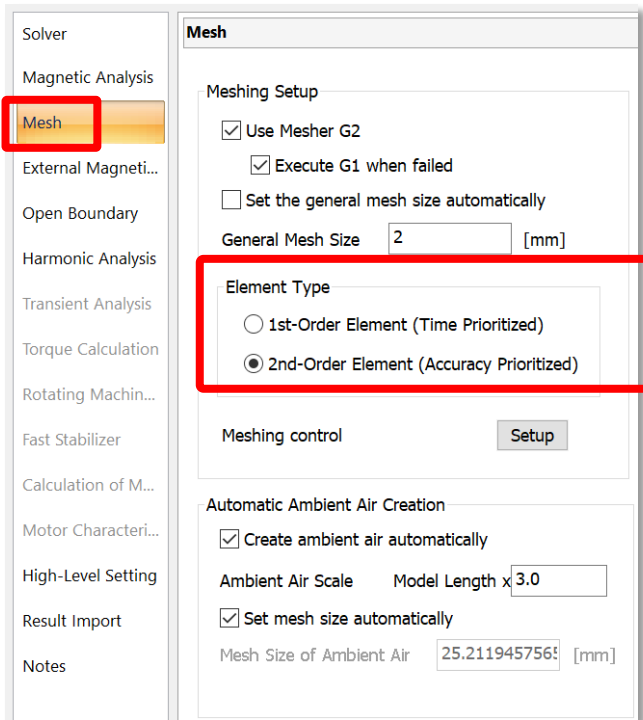 Solver
Magnetic Analysis
Mesh
External Magneti...
Open Boundary
Harmonic Analysis
Transient Analysis
Torque Calculation
Rotating Machin...
Fast Stabilizer
Calculation of M...
Motor Characteri...
High-Level Setting
Result Import
Notes
Mesh
Meshing Setup
Use Mesher G2
Execute G1 when failed
Set the general mesh size automatically
General Mesh Size 2 [mm]
Element Type
1st-Order Element (Time Prioritized)
2nd-Order Element (Accuracy Prioritized)
Meshing control Setup
Automatic Ambient Air Creation
Create ambient air automatically
Ambient Air Scale Model Length x 3.0
Set mesh size automatically
Mesh Size of Ambient Air 25.2119457565 [mm]